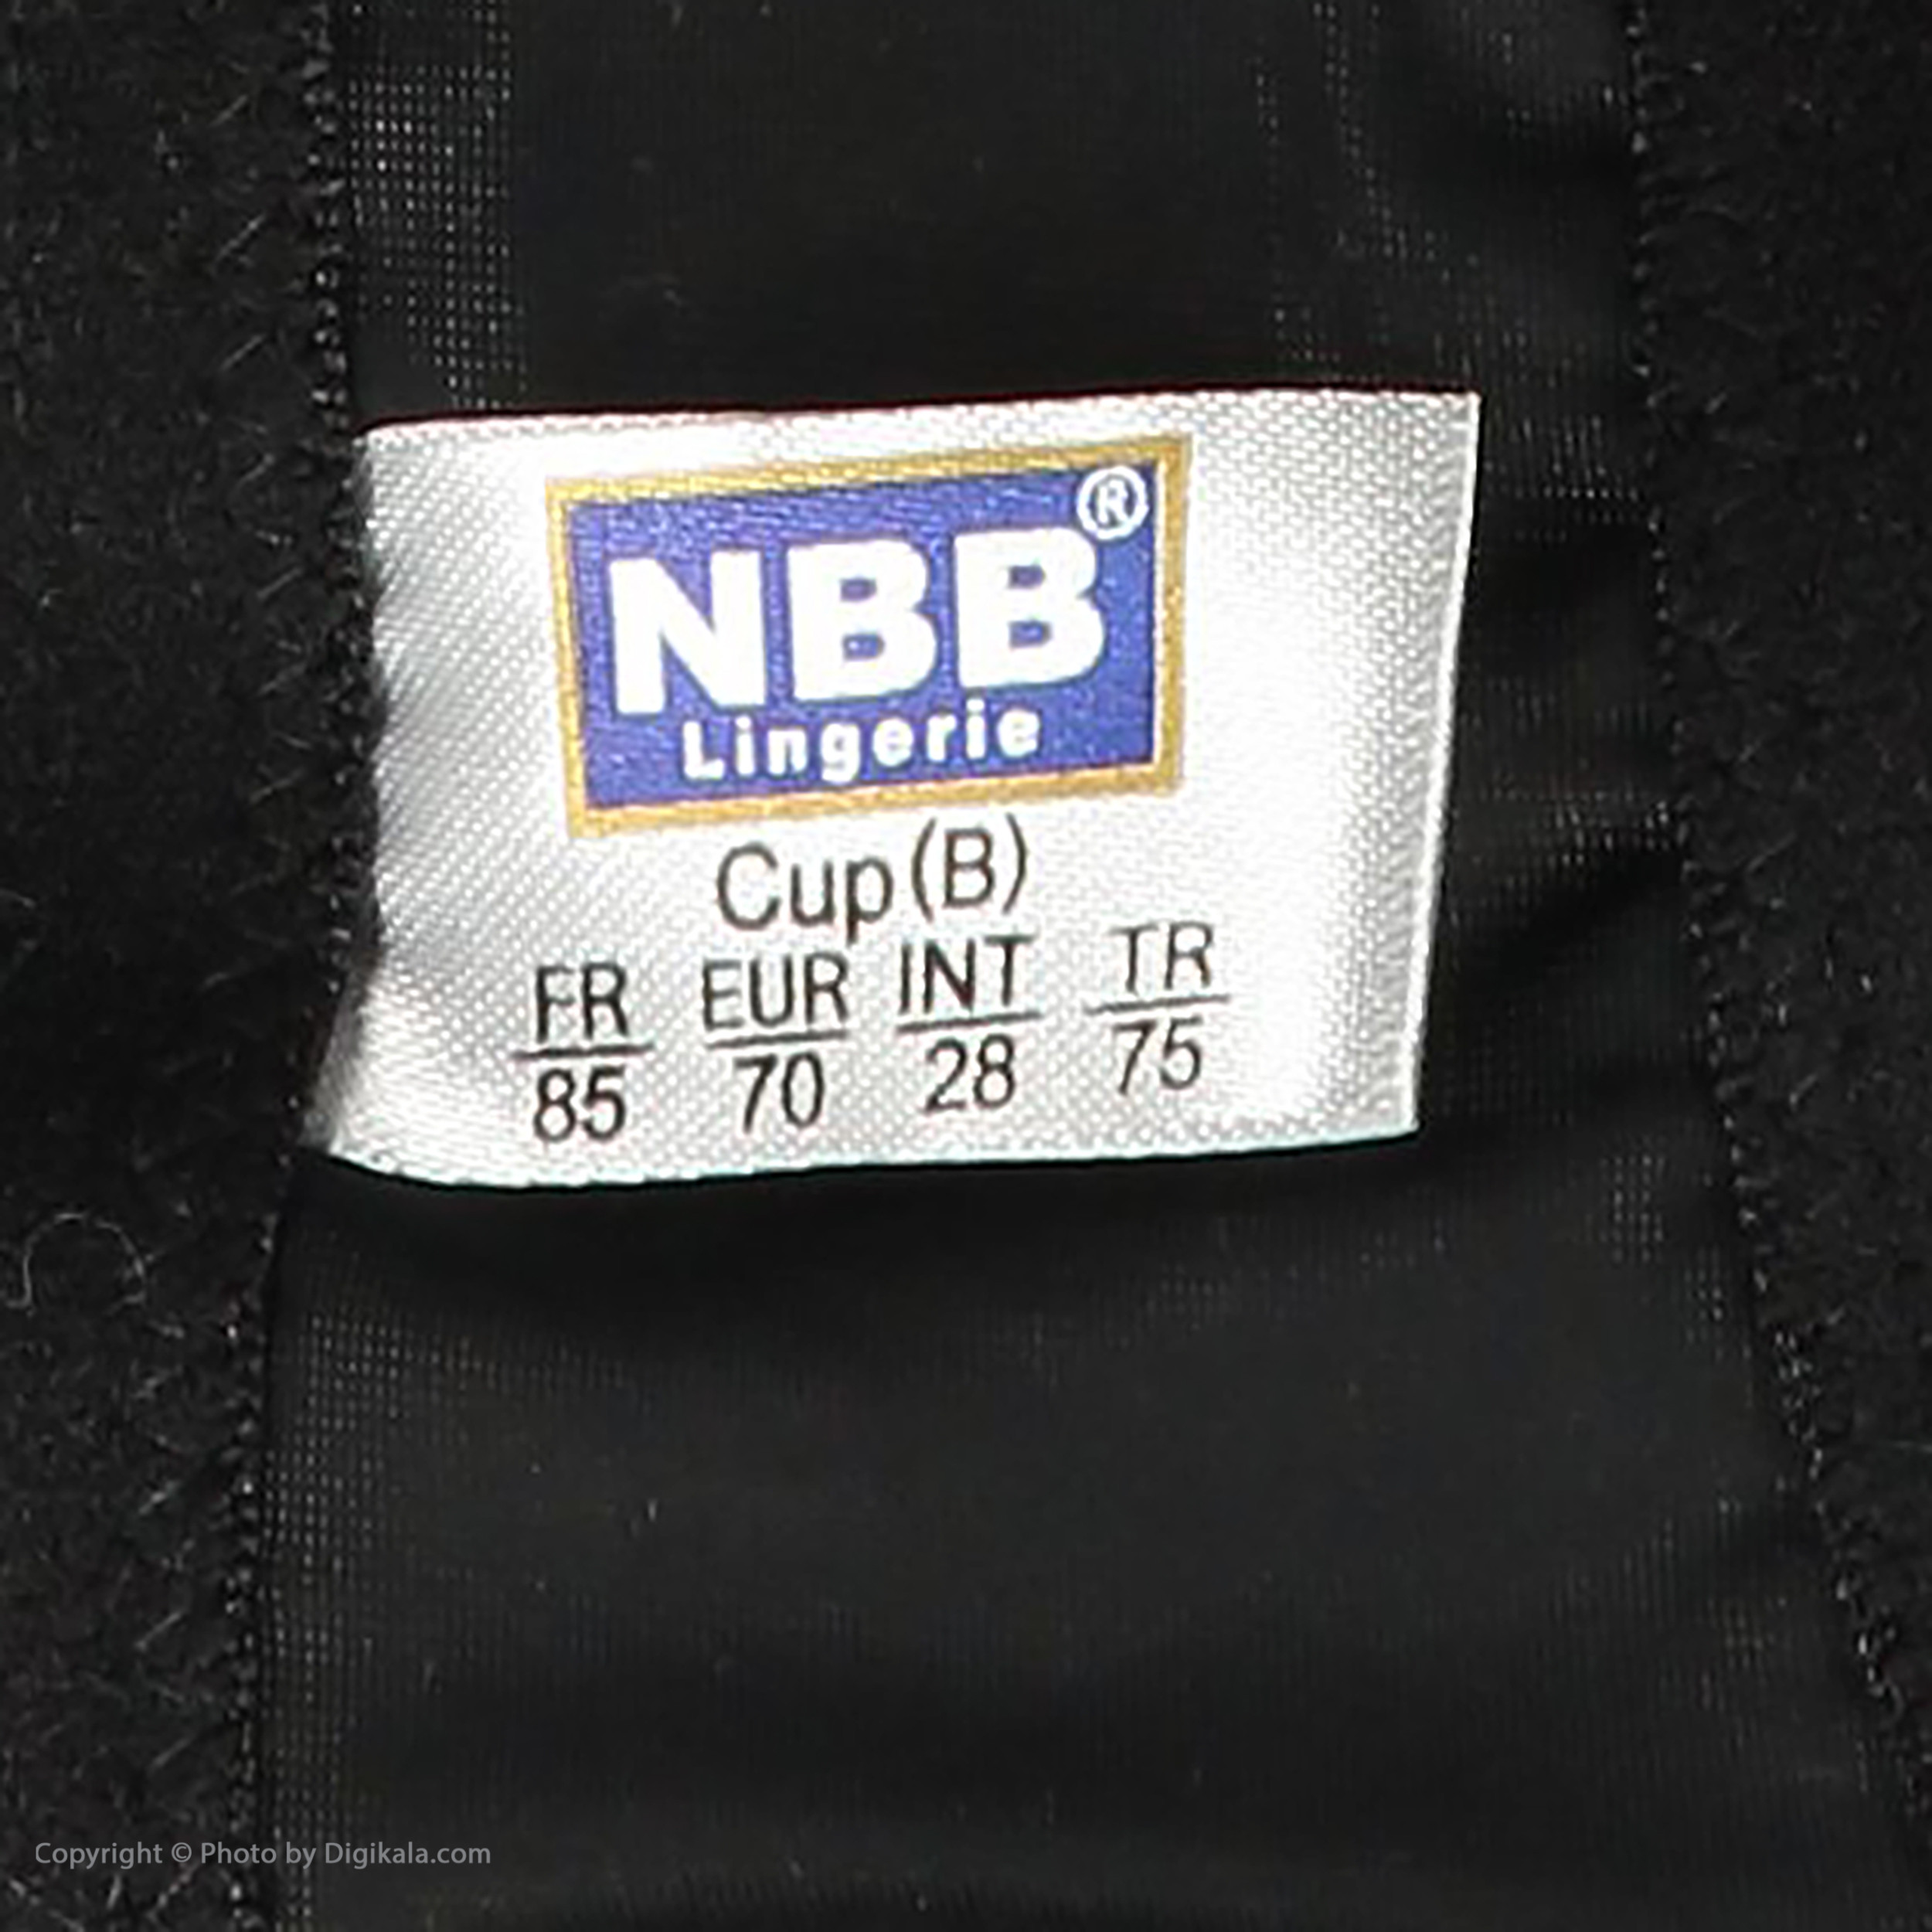 NBB®
Lingerie
Cup (B)
FR EUR INT TR
85 70 28 75
Copyright © Photo by Digikala.com